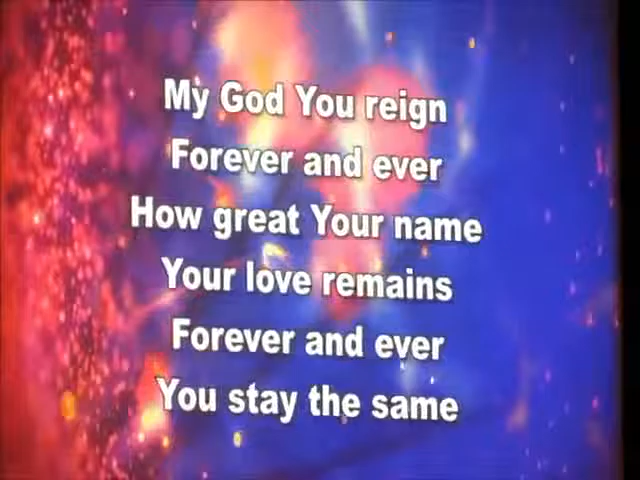 My God You reign
Forever and ever
How great Your name
Your love remains
Forever and ever
You stay the same